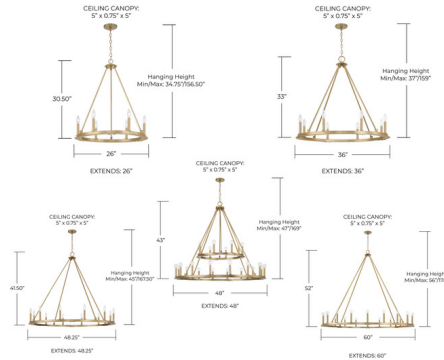 CEILING CANOPY:
5" x 0.75" x 5"
Hanging Height
Min/Max: 34.75"/156.50"
30.50"
26"
EXTENDS: 26"
CEILING CANOPY:
5" x 0.75" x 5"
Hanging Height
Min/Max: 37"/159"
33"
36"
EXTENDS: 36"
CEILING CANOPY:
5" x 0.75" x 5"
Hanging Height
Min/Max: 47"/169"
43"
48"
EXTENDS: 48"
CEILING CANOPY:
5" x 0.75" x 5"
Hanging Height
Min/Max: 45"/167.50"
41.50"
48.25"
EXTENDS: 48.25"
CEILING CANOPY:
5" x 0.75" x 5"
Hanging Height
Min/Max: 56"/
52"
60"
EXTENDS: 60"